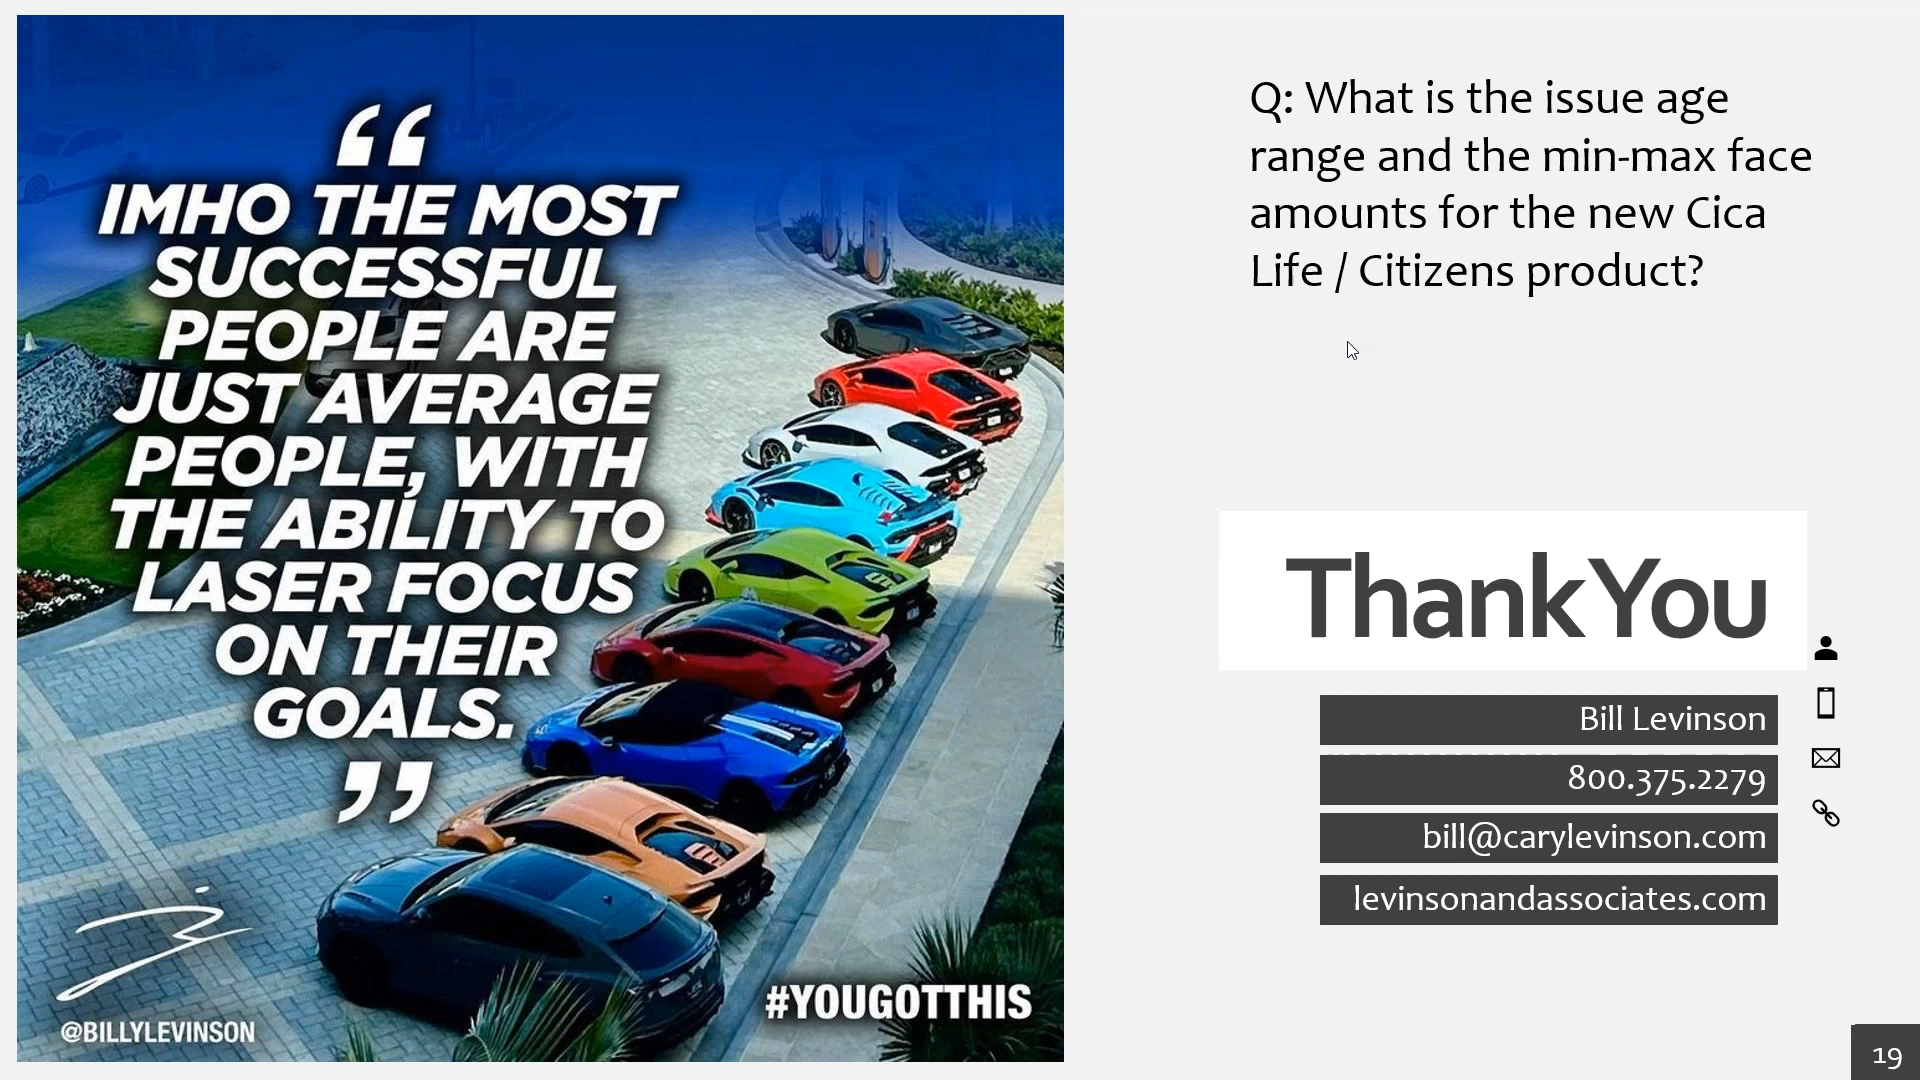 “
IMHO THE MOST
SUCCESSFUL
PEOPLE ARE
JUST AVERAGE
PEOPLE, WITH
THE ABILITY TO
LASER FOCUS
ON THEIR
GOALS.
”
@BILLYLEVINSON
#YOUGOTTHIS
Q: What is the issue age
range and the min-max face
amounts for the new Cica
Life / Citizens product?
Thank You
Bill Levinson
800.375.2279
bill@carylevinson.com
levinsonandassociates.com
19